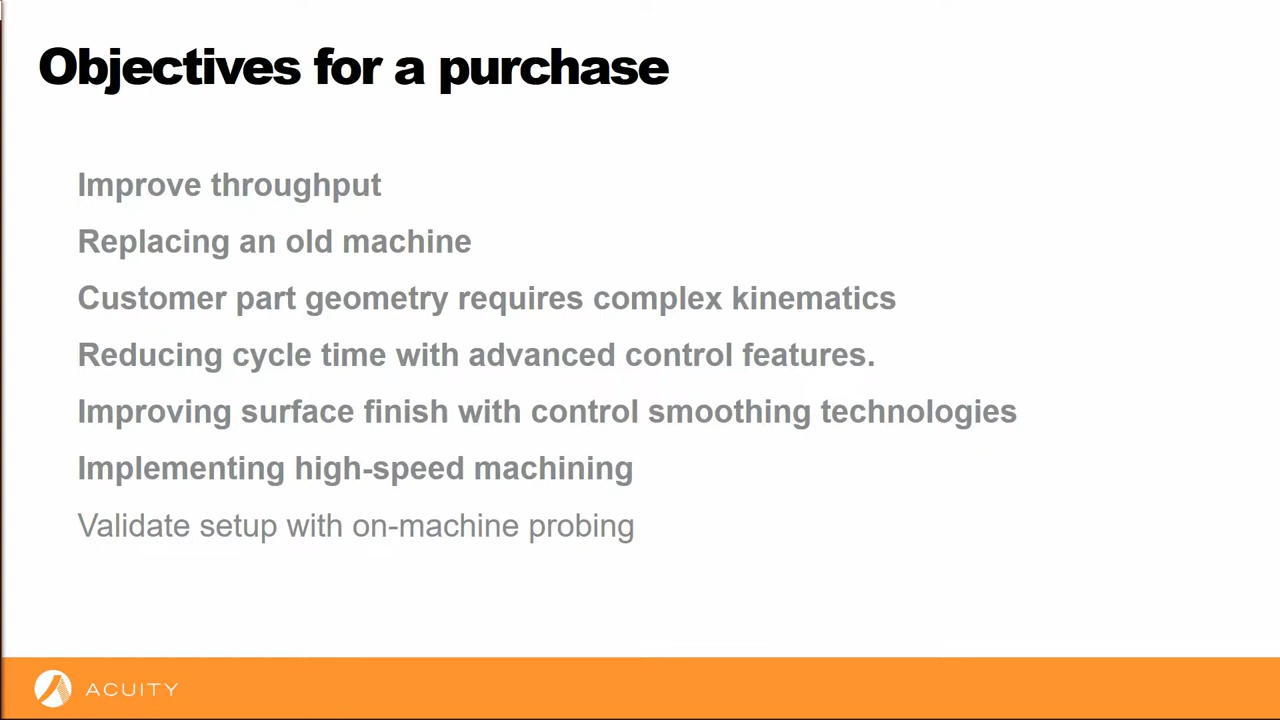 Objectives for a purchase
Improve throughput
Replacing an old machine
Customer part geometry requires complex kinematics
Reducing cycle time with advanced control features.
Improving surface finish with control smoothing technologies
Implementing high-speed machining
Validate setup with on-machine probing
ACUITY